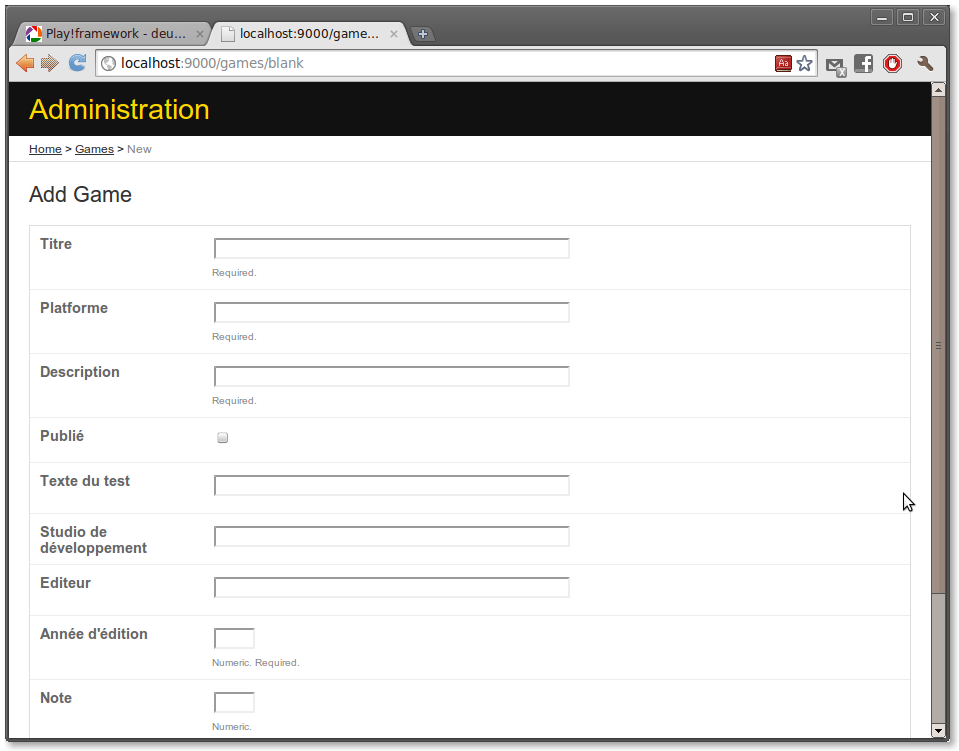 Play!framework - deu...
localhost:9000/game...
localhost:9000/games/blank
Administration
Home > Games > New
Add Game
Titre
Required.
Platforme
Required.
Description
Required.
Publié
Texte du test
Studio de
développement
Editeur
Année d'édition
Numeric. Required.
Note
Numeric.